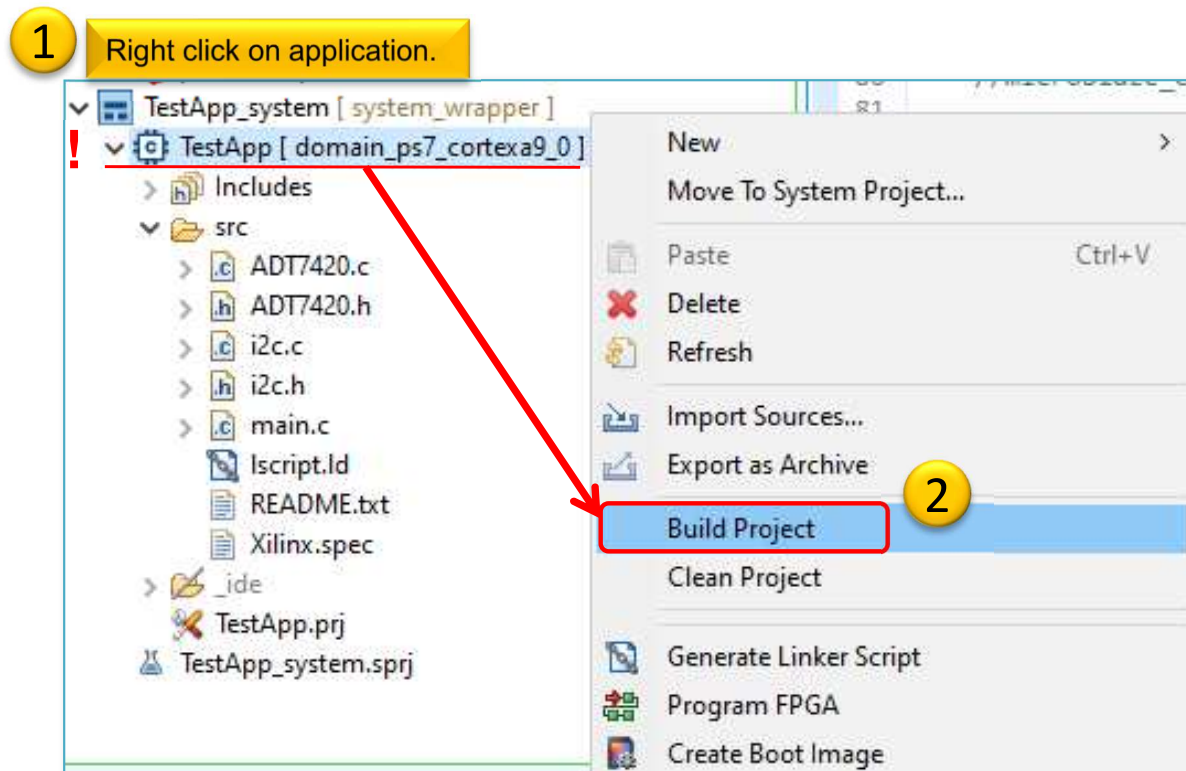 1
Right click on application.
TestApp_system [ system_wrapper ]
81
! TestApp [ domain_ps7_cortexa9_0 ]
Includes
src
ADT7420.c
ADT7420.h
i2c.c
i2c.h
main.c
lscript.ld
README.txt
Xilinx.spec
_ide
TestApp.prj
TestApp_system.sprj
New >
Move To System Project...
Paste Ctrl+V
Delete
Refresh
Import Sources...
Export as Archive
2
Build Project
Clean Project
Generate Linker Script
Program FPGA
Create Boot Image